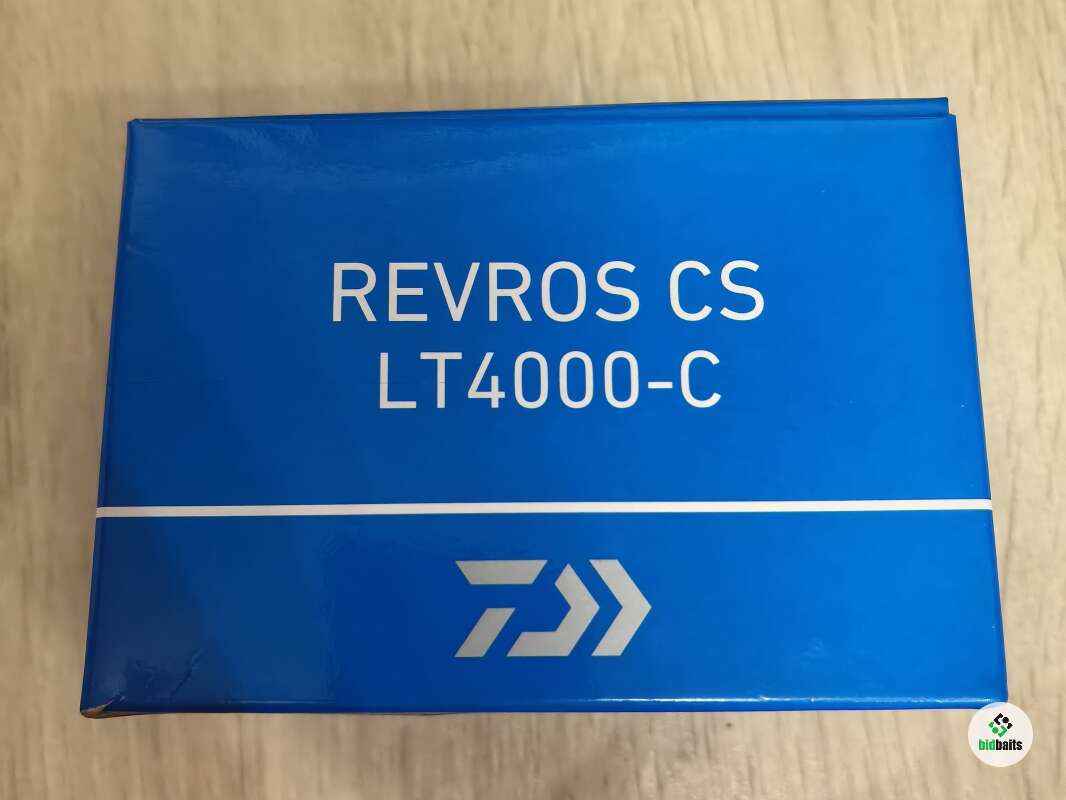 REVROS CS
LT4000-C
bidbaits